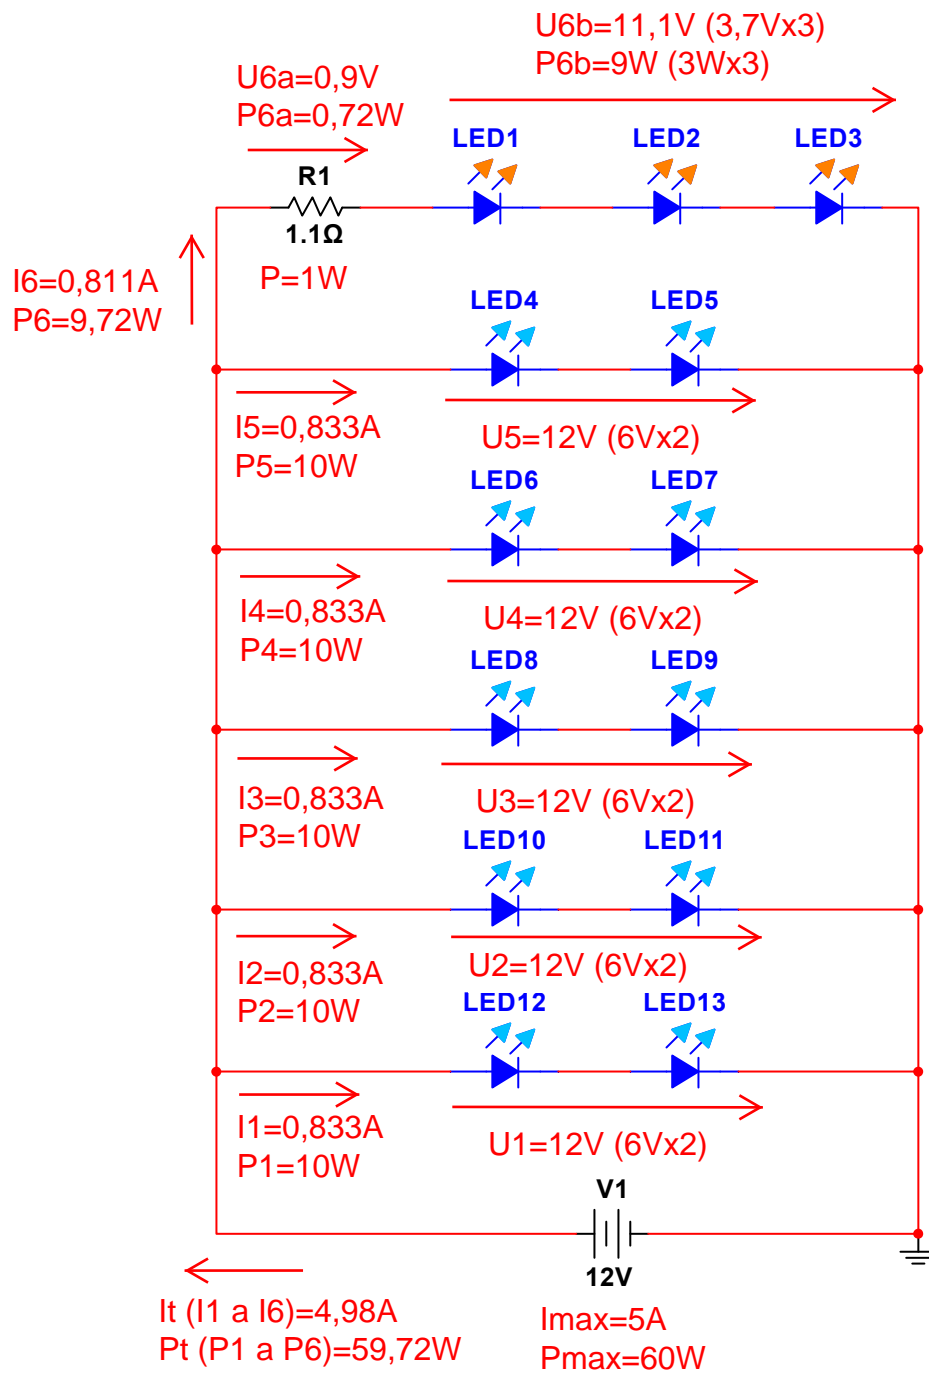 U6b=11,1V (3,7Vx3)
P6b=9W (3Wx3)
U6a=0,9V
P6a=0,72W
LED1
LED2
LED3
R1
1.1Ω
P=1W
I6=0,811A
P6=9,72W
LED4
LED5
I5=0,833A
P5=10W
U5=12V (6Vx2)
LED6
LED7
I4=0,833A
P4=10W
U4=12V (6Vx2)
LED8
LED9
I3=0,833A
P3=10W
U3=12V (6Vx2)
LED10
LED11
I2=0,833A
P2=10W
U2=12V (6Vx2)
LED12
LED13
I1=0,833A
P1=10W
U1=12V (6Vx2)
V1
12V
It (I1 a I6)=4,98A
Pt (P1 a P6)=59,72W
Imax=5A
Pmax=60W